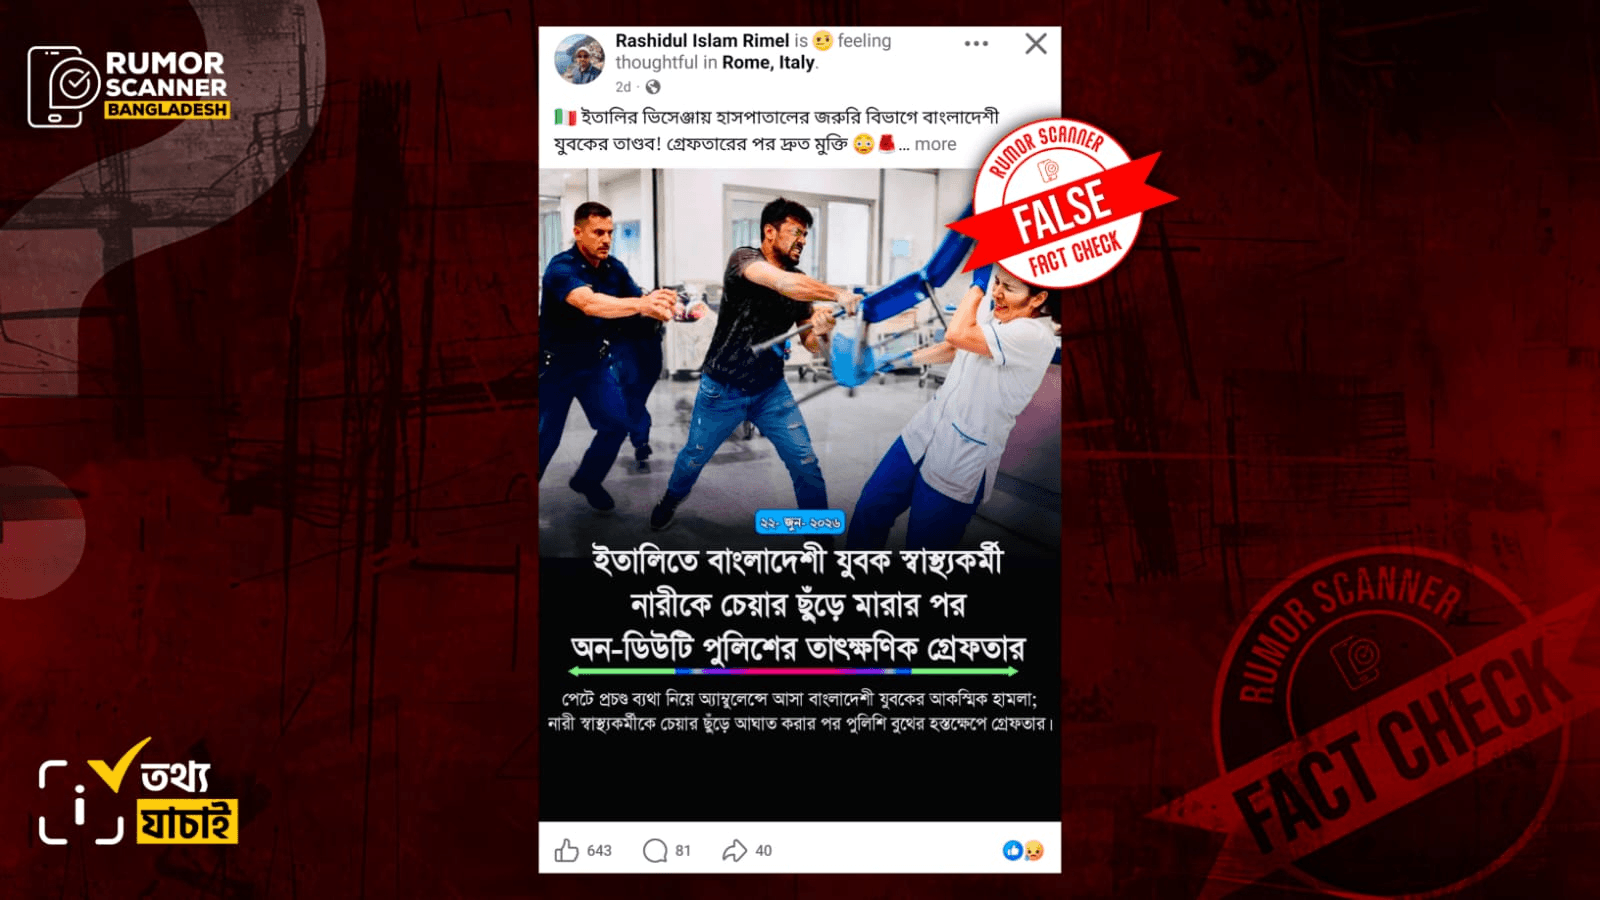 RUMOR
SCANNER
BANGLADESH
Rashidul Islam Rimel is 🤨 feeling
thoughtful in Rome, Italy.
2d
🇮🇹 ইতালির ভিসেঞ্জায় হাসপাতালের জরুরি বিভাগে বাংলাদেশী
যুবকের তাণ্ডব! গ্রেফতারের পর দ্রুত মুক্তি 😳🧣... more
RUMOR SCANNER
FALSE
FACT CHECK
২২- জুন- ২০২৬
ইতালিতে বাংলাদেশী যুবক স্বাস্থ্যকর্মী
নারীকে চেয়ার ছুঁড়ে মারার পর
অন-ডিউটি পুলিশের তাৎক্ষণিক গ্রেফতার
পেটে প্রচণ্ড ব্যথা নিয়ে অ্যাম্বুলেন্সে আসা বাংলাদেশী যুবকের আকস্মিক হামলা;
নারী স্বাস্থ্যকর্মীকে চেয়ার ছুঁড়ে আঘাত করার পর পুলিশি বুথের হস্তক্ষেপে গ্রেফতার।
643 81 40
তথ্য
যাচাই
RUMOR SCANNER
FACT CHECK